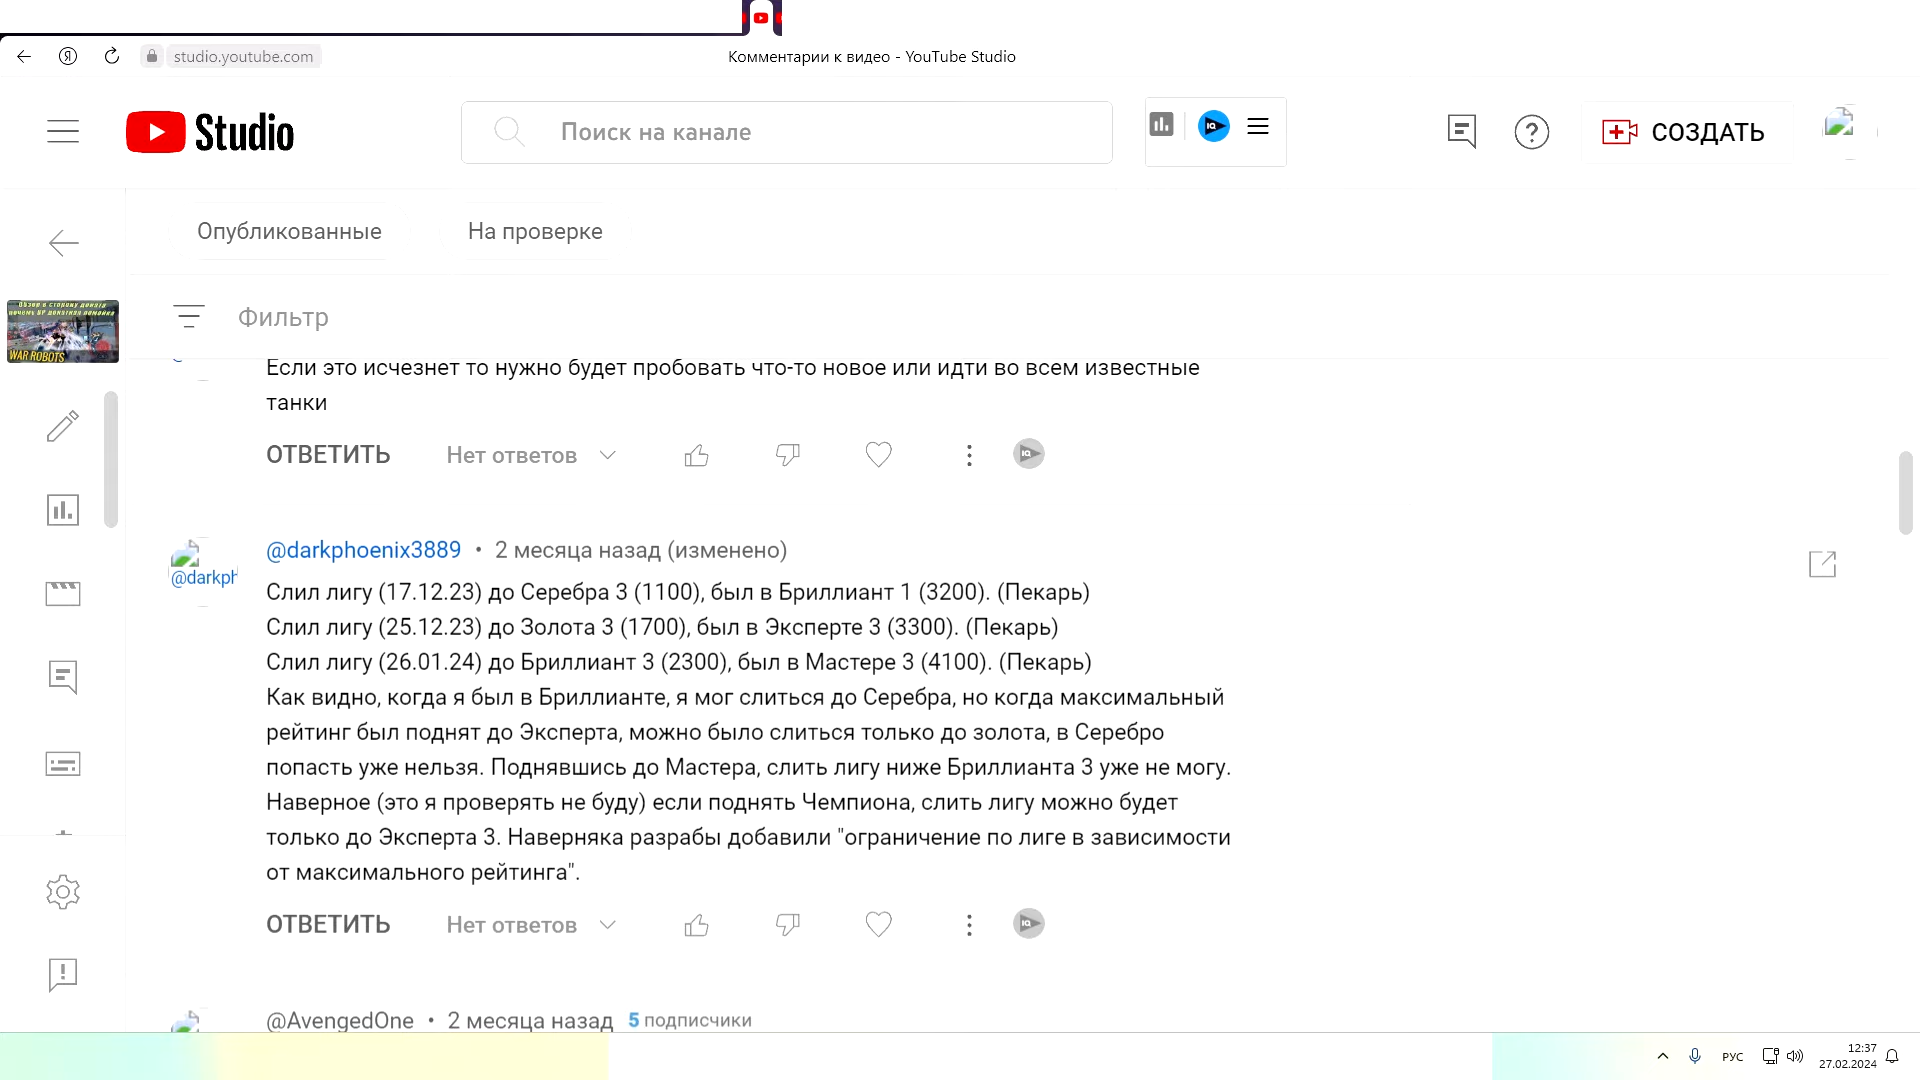 studio.youtube.com
Комментарии к видео - YouTube Studio
Studio
Поиск на канале
IQ
СОЗДАТЬ
Опубликованные
На проверке
WAR ROBOTS
Фильтр
Если это исчезнет то нужно будет пробовать что-то новое или идти во всем известные
танки
ОТВЕТИТЬ
Нет ответов
IQ
@darkphoenix3889 • 2 месяца назад (изменено)
@darkph
Слил лигу (17.12.23) до Серебра 3 (1100), был в Бриллиант 1 (3200). (Пекарь)
Слил лигу (25.12.23) до Золота 3 (1700), был в Эксперте 3 (3300). (Пекарь)
Слил лигу (26.01.24) до Бриллиант 3 (2300), был в Мастере 3 (4100). (Пекарь)
Как видно, когда я был в Бриллианте, я мог слиться до Серебра, но когда максимальный
рейтинг был поднят до Эксперта, можно было слиться только до золота, в Серебро
попасть уже нельзя. Поднявшись до Мастера, слить лигу ниже Бриллианта 3 уже не могу.
Наверное (это я проверять не буду) если поднять Чемпиона, слить лигу можно будет
только до Эксперта 3. Наверняка разрабы добавили "ограничение по лиге в зависимости
от максимального рейтинга".
ОТВЕТИТЬ
Нет ответов
IQ
@AvengedOne • 2 месяца назад 5 подписчики
РУС
12:37
27.02.2024